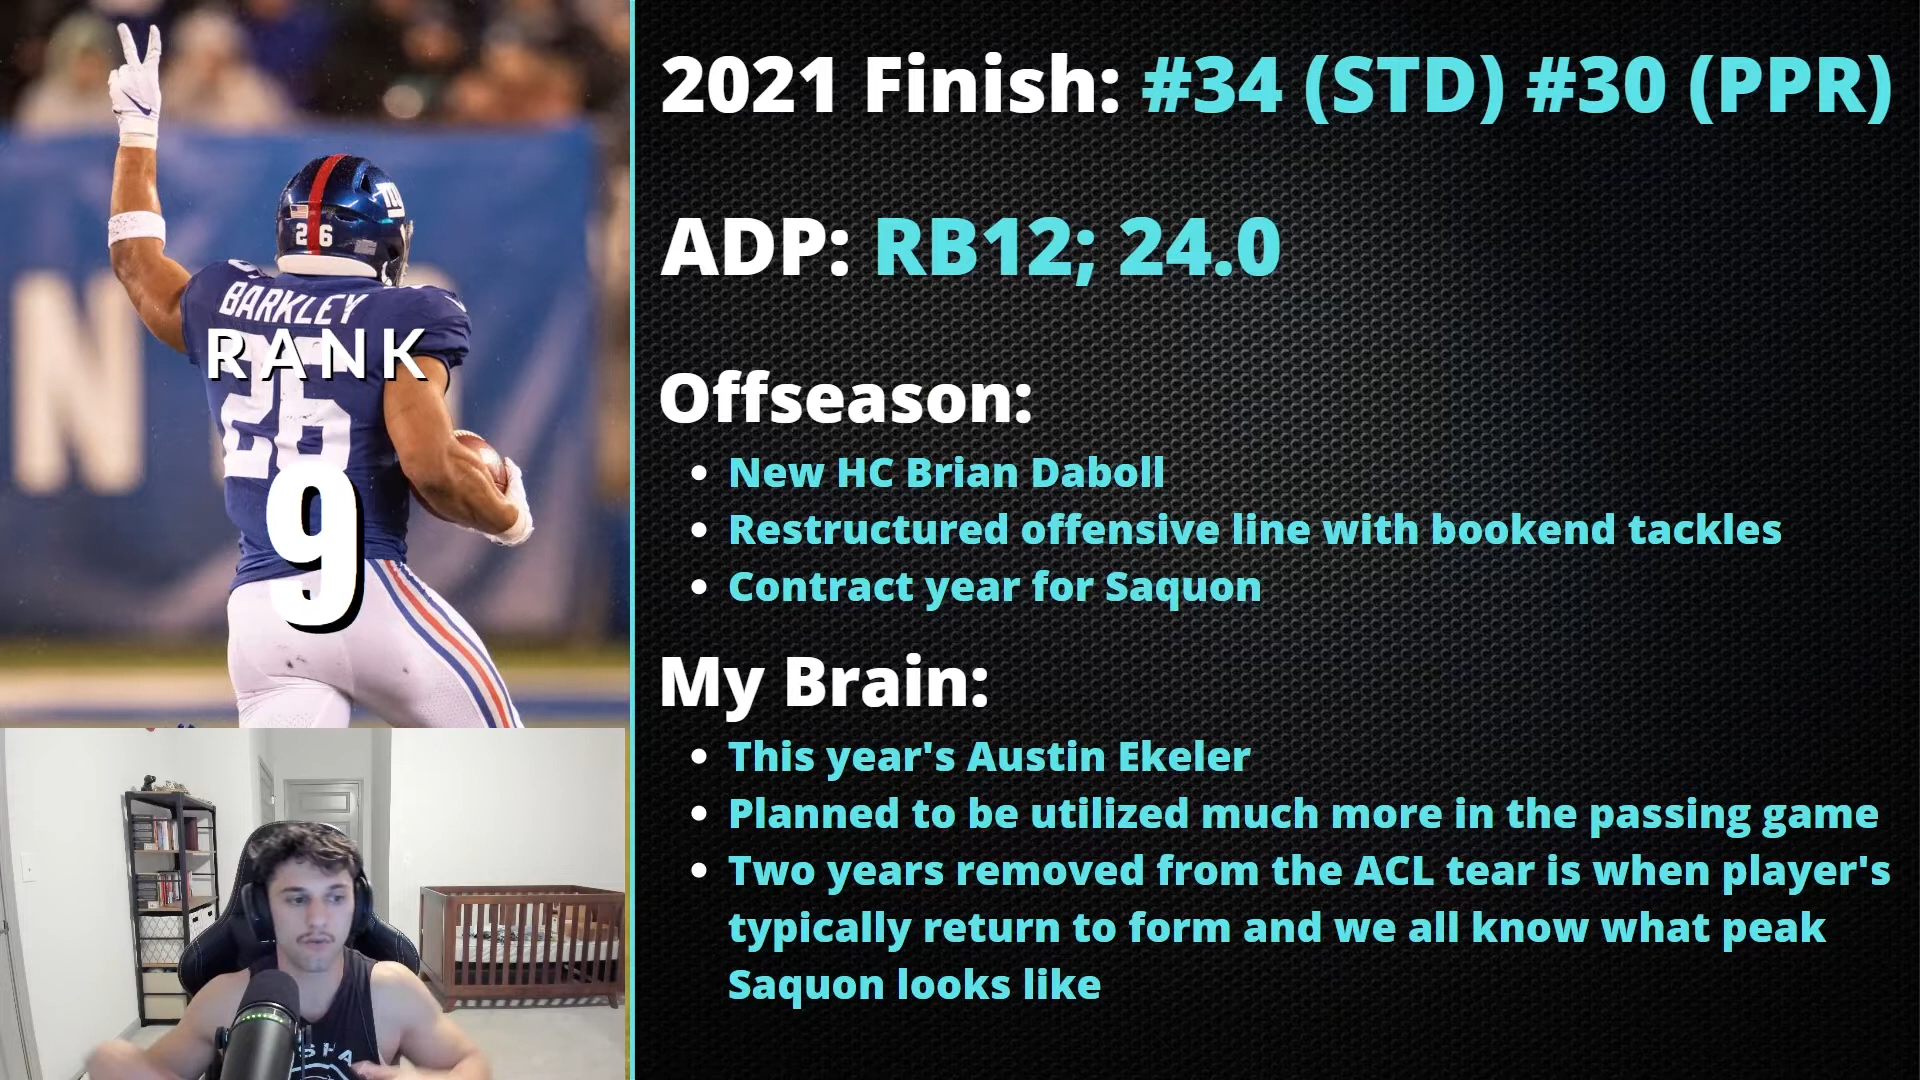 2021 Finish: #34 (STD) #30 (PPR)
ADP: RB12; 24.0
Offseason:
• New HC Brian Daboll
• Restructured offensive line with bookend tackles
• Contract year for Saquon
My Brain:
• This year's Austin Ekeler
• Planned to be utilized much more in the passing game
• Two years removed from the ACL tear is when player's
typically return to form and we all know what peak
Saquon looks like
26
BARKLEY
RANK
26
9